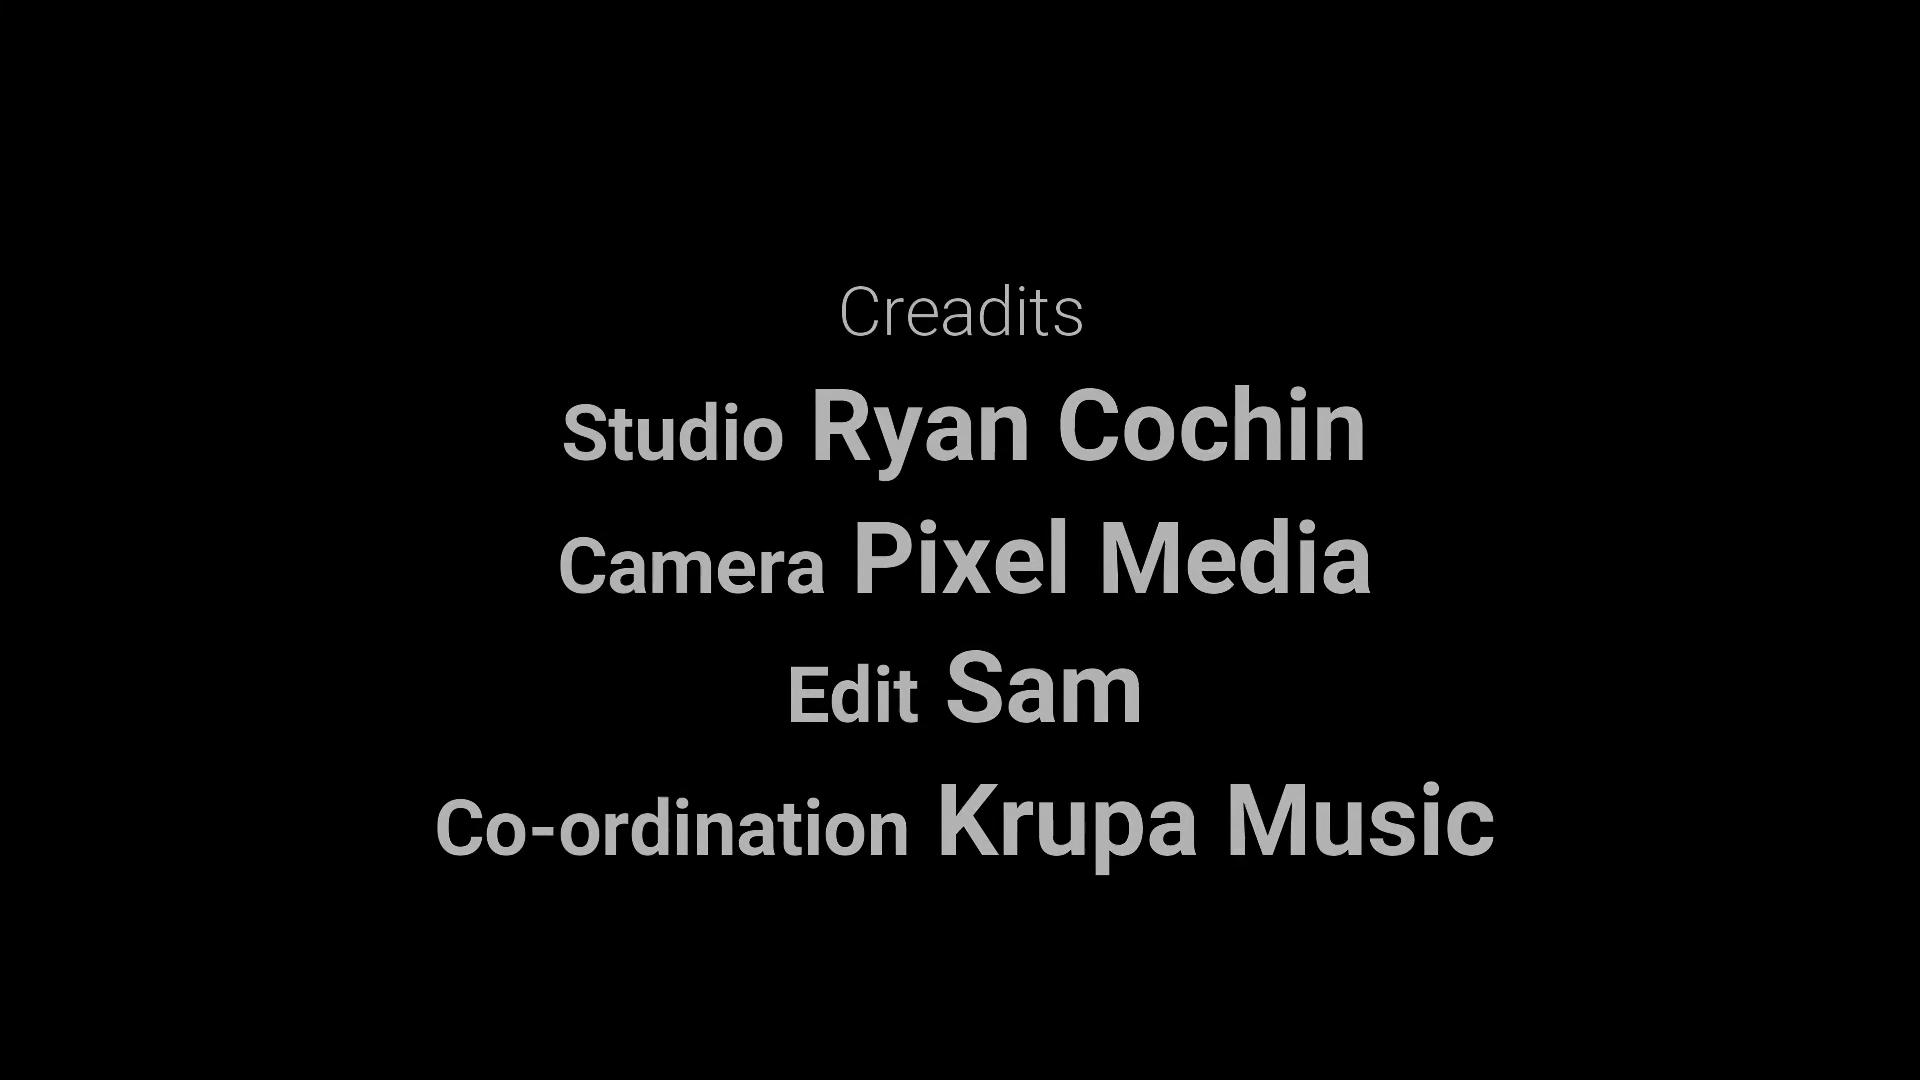 Creadits
Studio Ryan Cochin
Camera Pixel Media
Edit Sam
Co-ordination Krupa Music